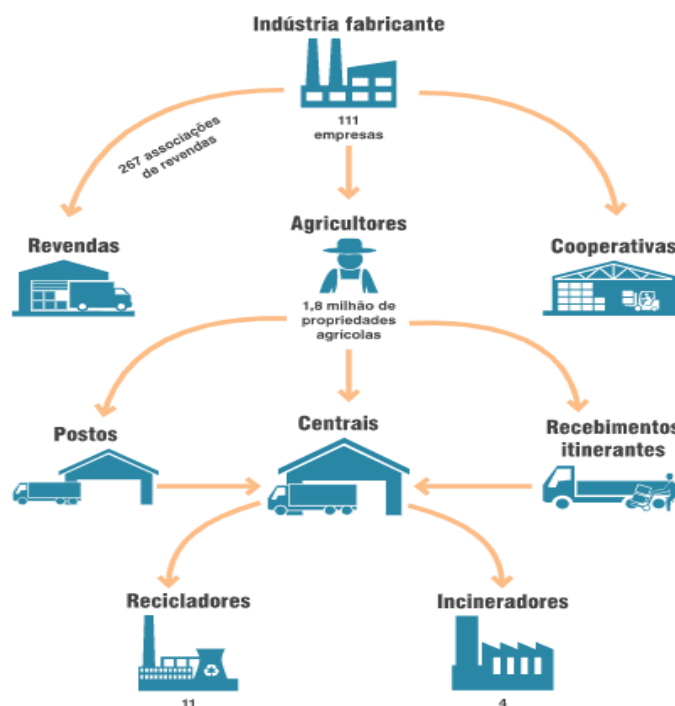 Indústria fabricante
111
empresas
267 associações
de revendas
Revendas
Agricultores
1,8 milhão de
propriedades
agrícolas
Cooperativas
Postos
Centrais
Recebimentos
itinerantes
Recicladores
11
Incineradores
4